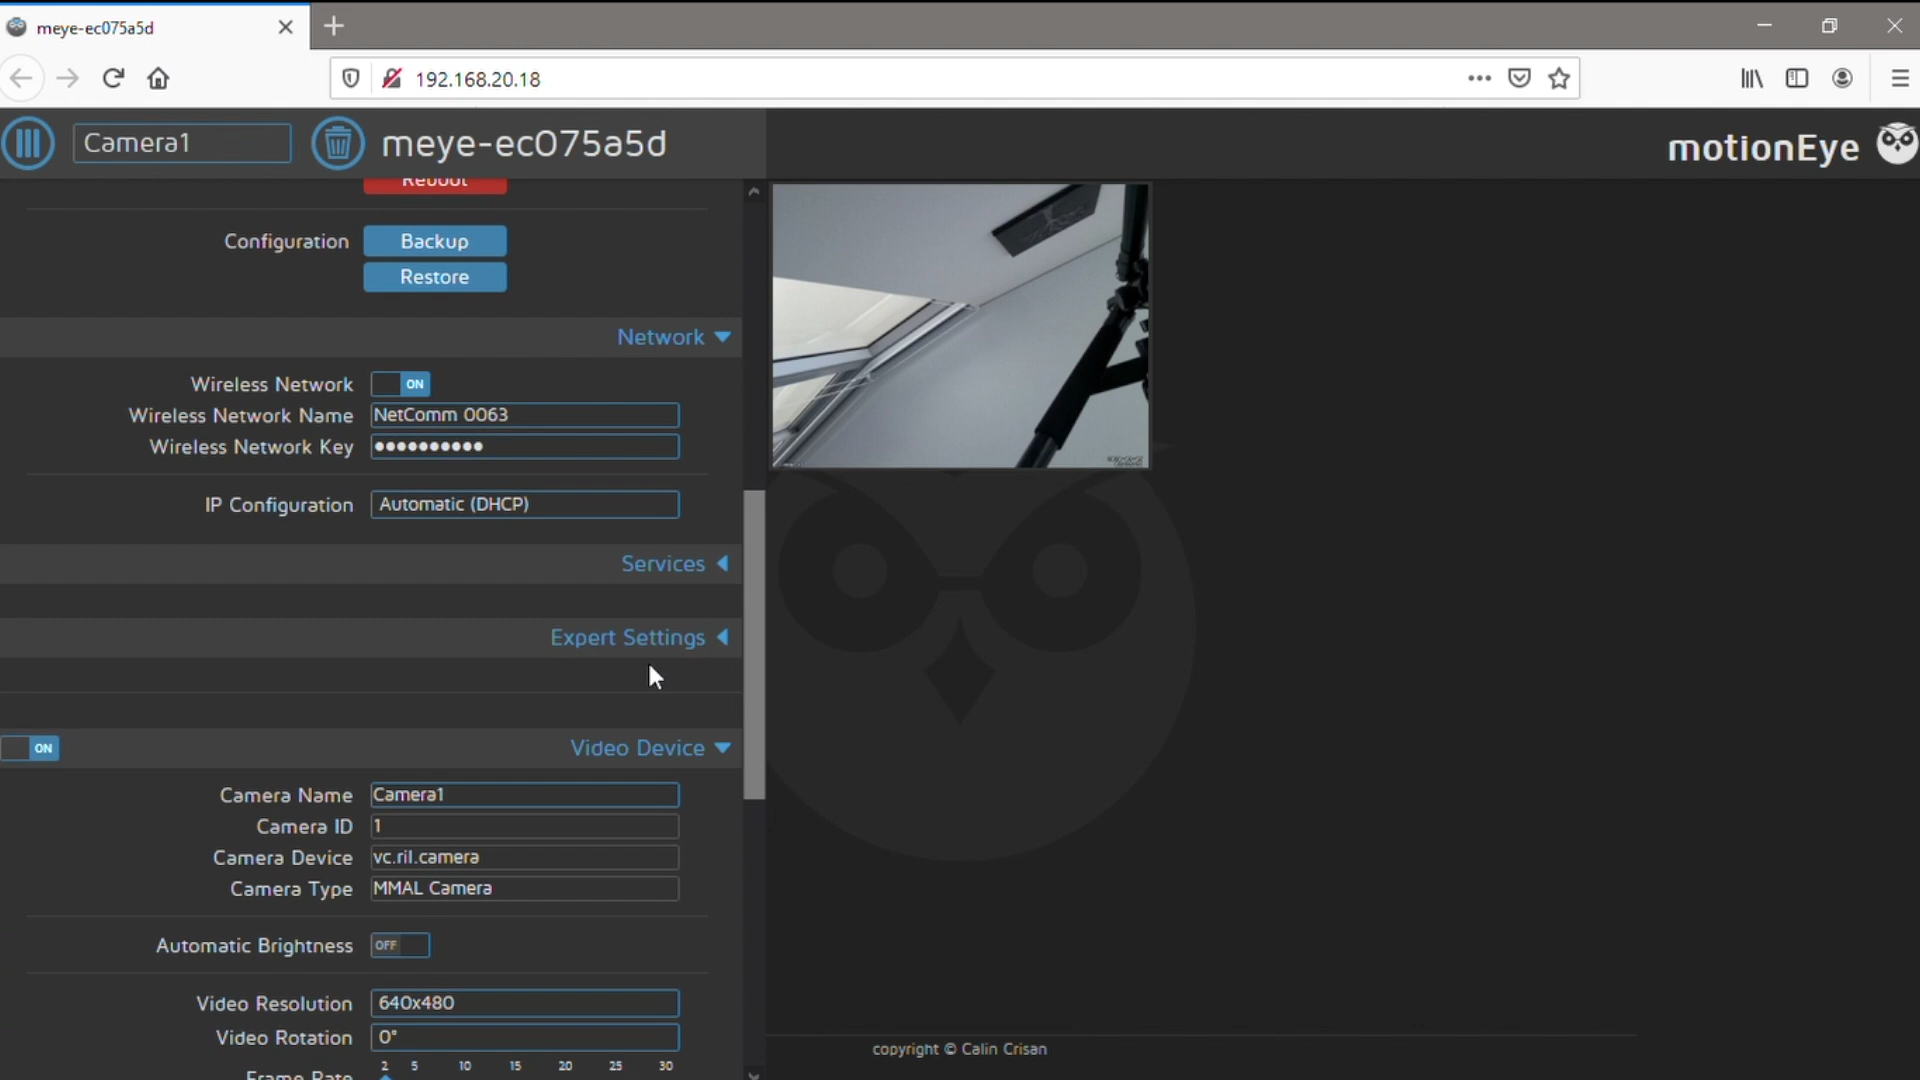 meye-ec075a5d
192.168.20.18
Camera1
meye-ec075a5d
motionEye
Reboot
Configuration Backup
Restore
Network
Wireless Network ON
Wireless Network Name NetComm 0063
Wireless Network Key ●●●●●●●●●●
IP Configuration Automatic (DHCP)
Services
Expert Settings
ON Video Device
Camera Name Camera1
Camera ID 1
Camera Device vc.ril.camera
Camera Type MMAL Camera
Automatic Brightness OFF
Video Resolution 640x480
Video Rotation 0°
2 5 10 15 20 25 30
Frame Rate
copyright © Calin Crisan